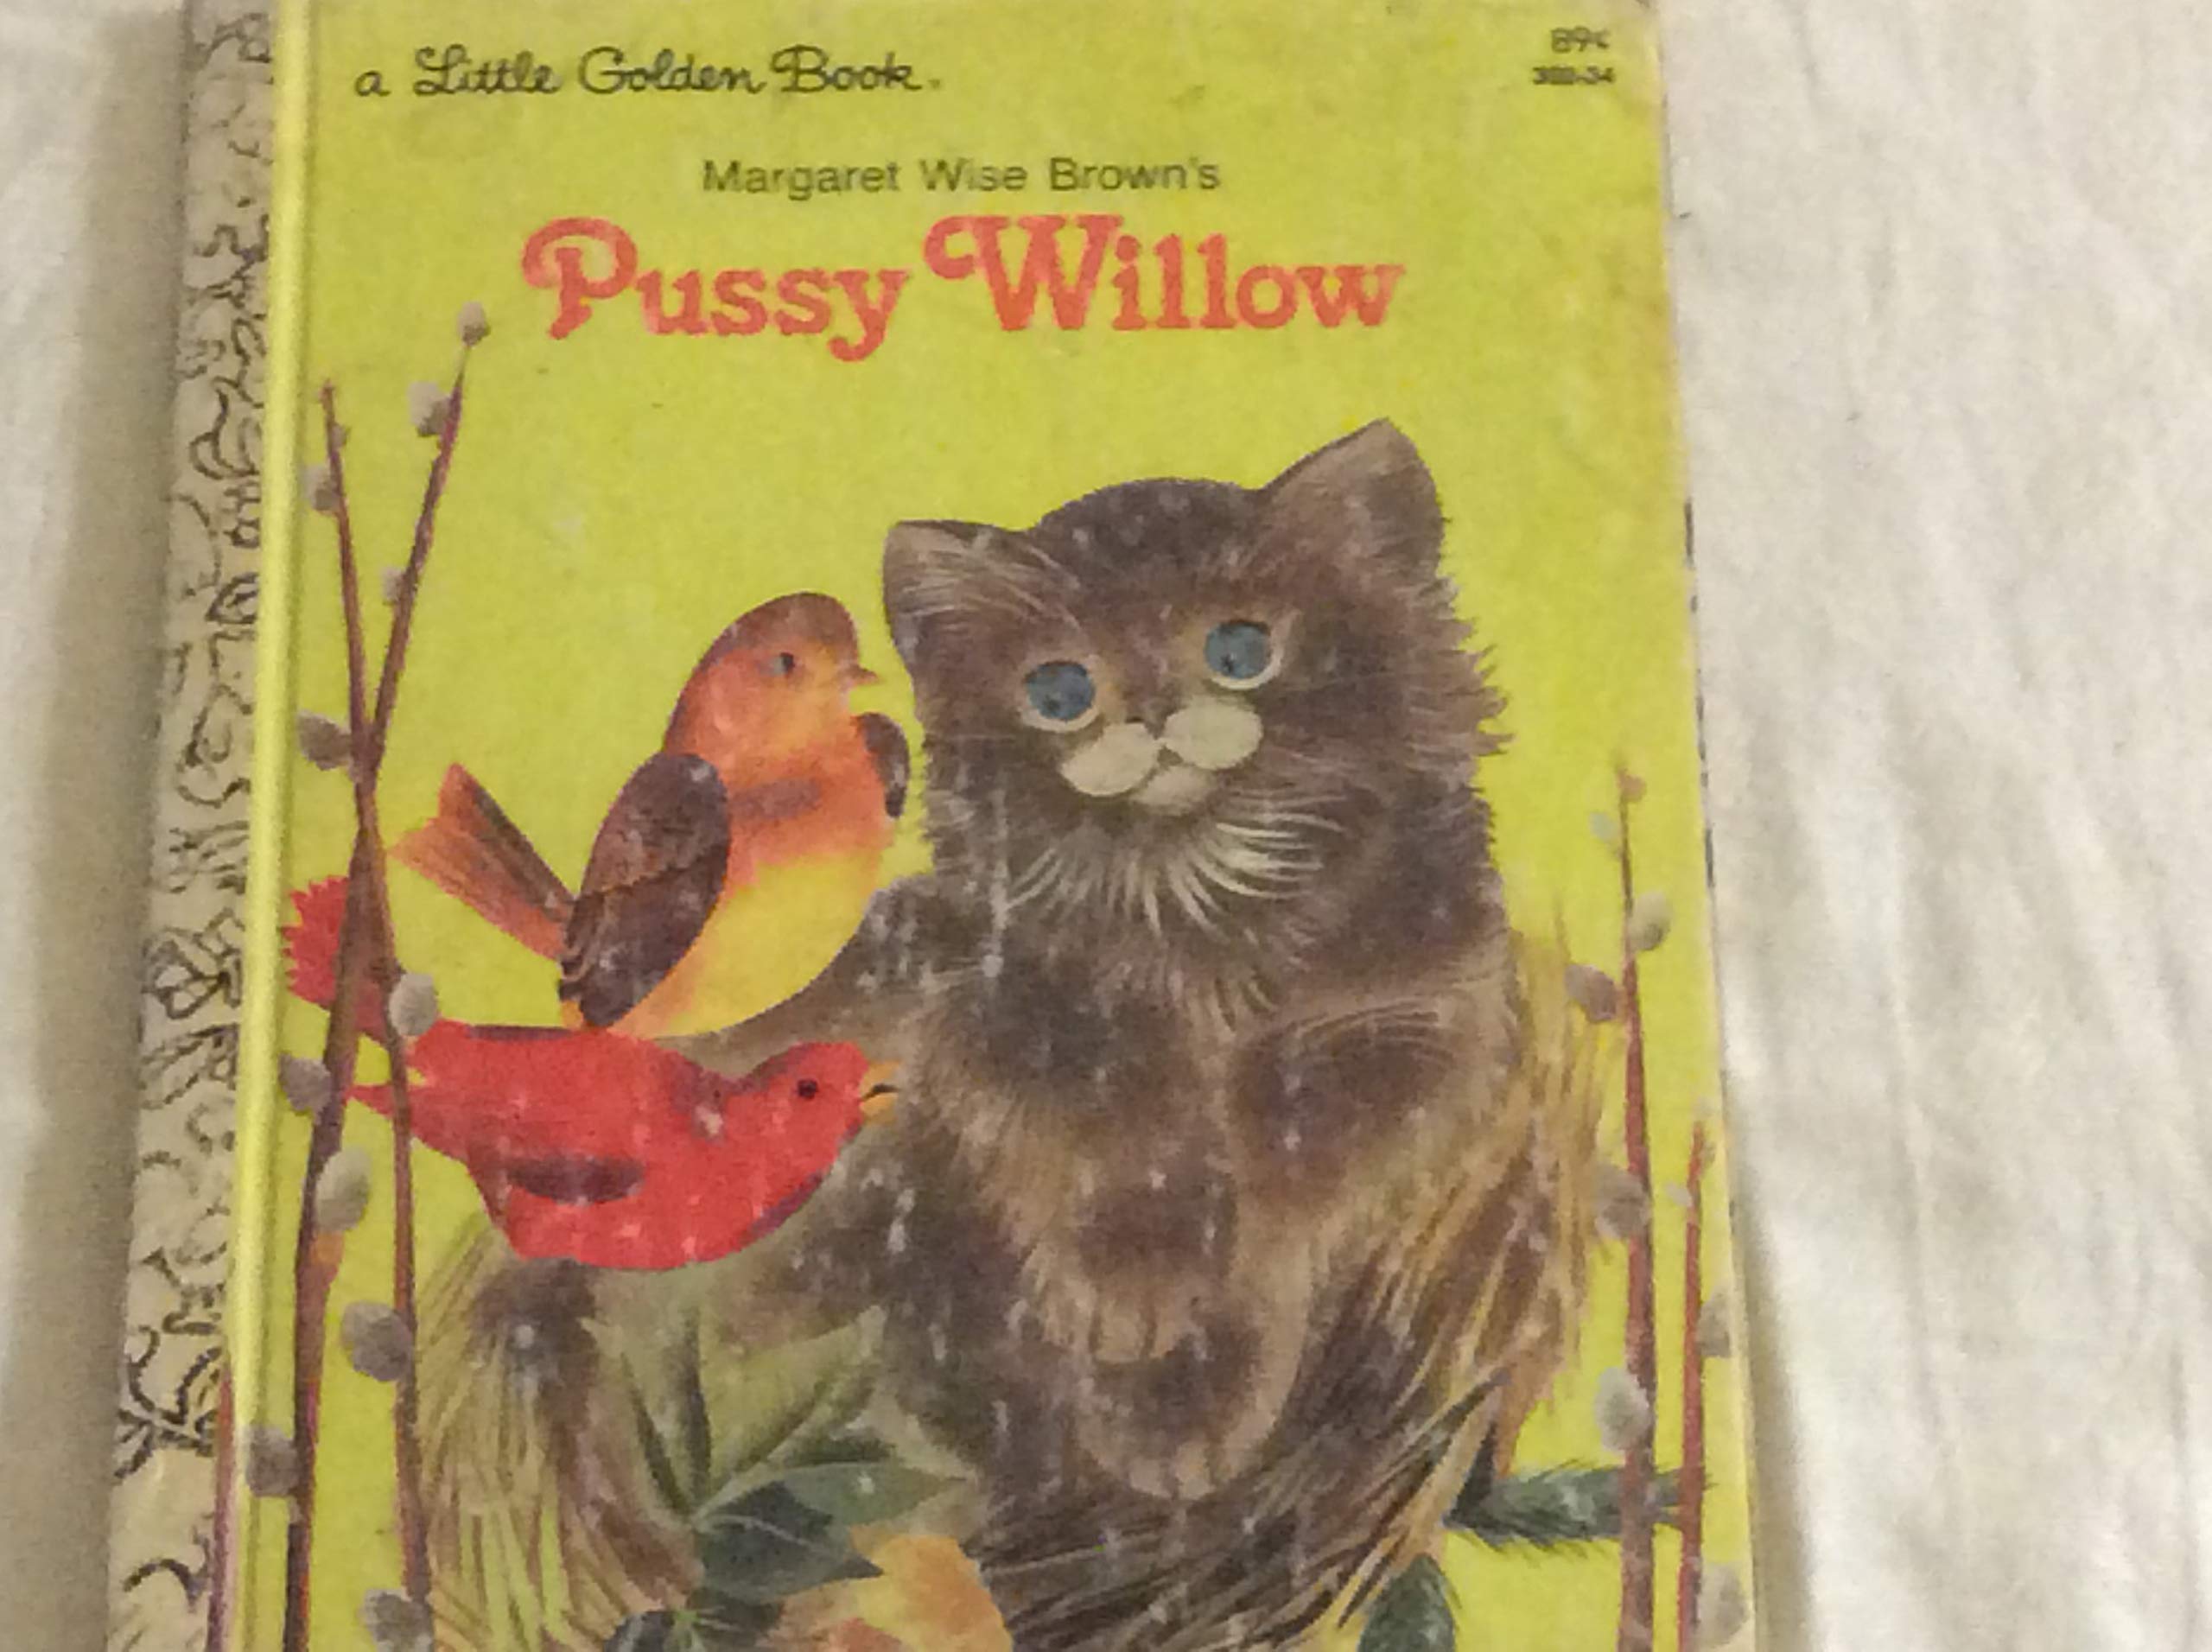 a Little Golden Book
89¢
Margaret Wise Brown's
Pussy Willow